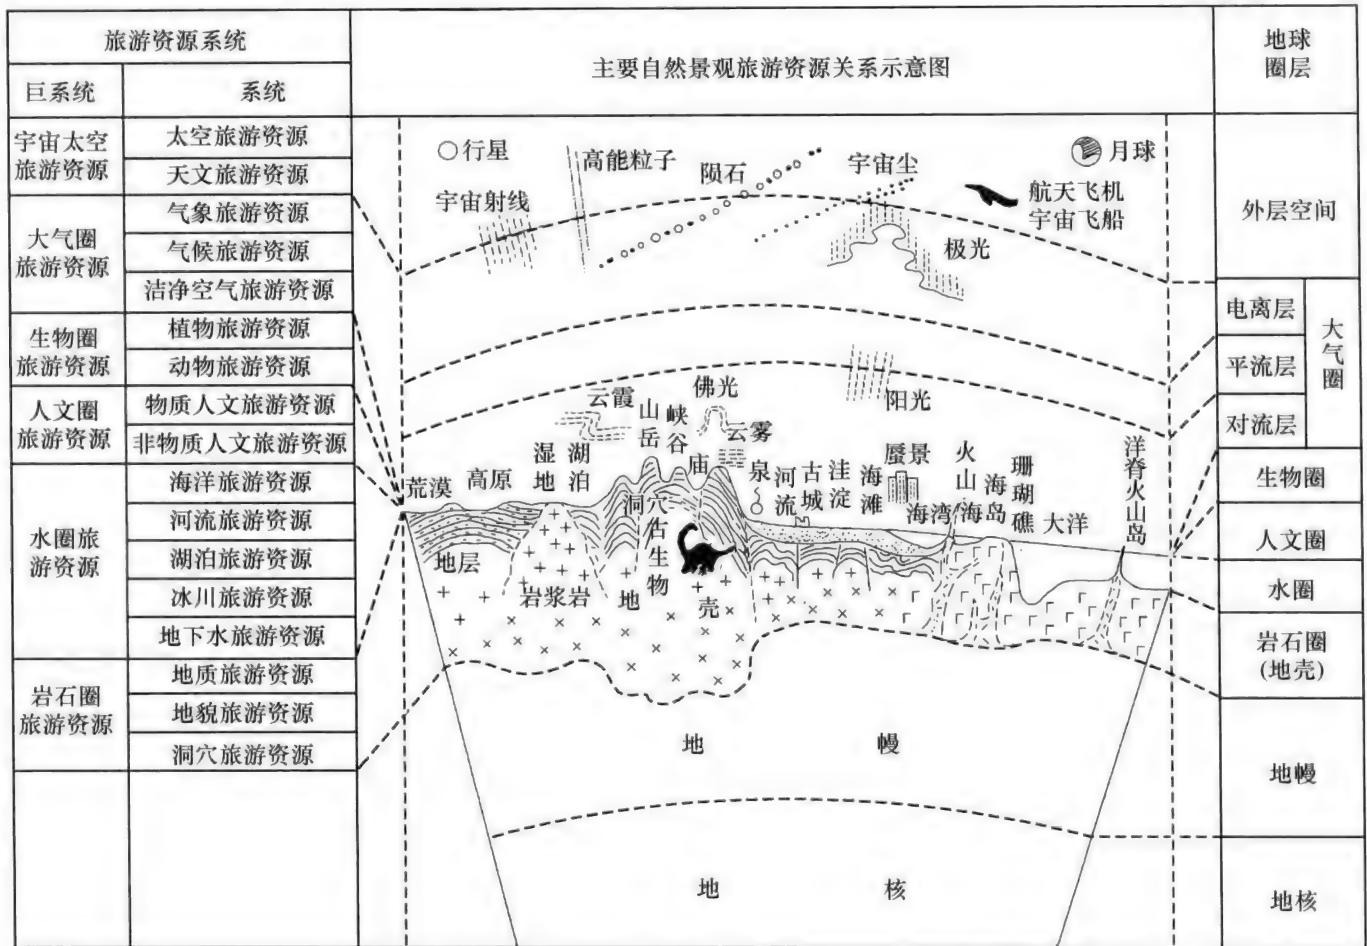 旅游资源系统
主要自然景观旅游资源关系示意图
地球
圈层
巨系统
系统
宇宙太空
旅游资源
太空旅游资源
天文旅游资源
大气圈
旅游资源
气象旅游资源
气候旅游资源
洁净空气旅游资源
生物圈
旅游资源
植物旅游资源
动物旅游资源
人文圈
旅游资源
物质人文旅游资源
非物质人文旅游资源
水圈旅
游资源
海洋旅游资源
河流旅游资源
湖泊旅游资源
冰川旅游资源
地下水旅游资源
岩石圈
旅游资源
地质旅游资源
地貌旅游资源
洞穴旅游资源
行星
高能粒子
陨石
宇宙尘
月球
宇宙射线
航天飞机
宇宙飞船
极光
云霞
山岳
峡谷
佛光
云雾
阳光
荒漠
高原
湿地
湖泊
庙
泉
河流
古城
洼淀
海滩
蜃景
海湾
火山
海
海岛
珊瑚礁
大洋
洋脊火山岛
洞穴
古生物
地层
岩浆岩
地
壳
地
幔
地
核
外层空间
电离层
平流层
对流层
大气圈
生物圈
人文圈
水圈
岩石圈
(地壳)
地幔
地核